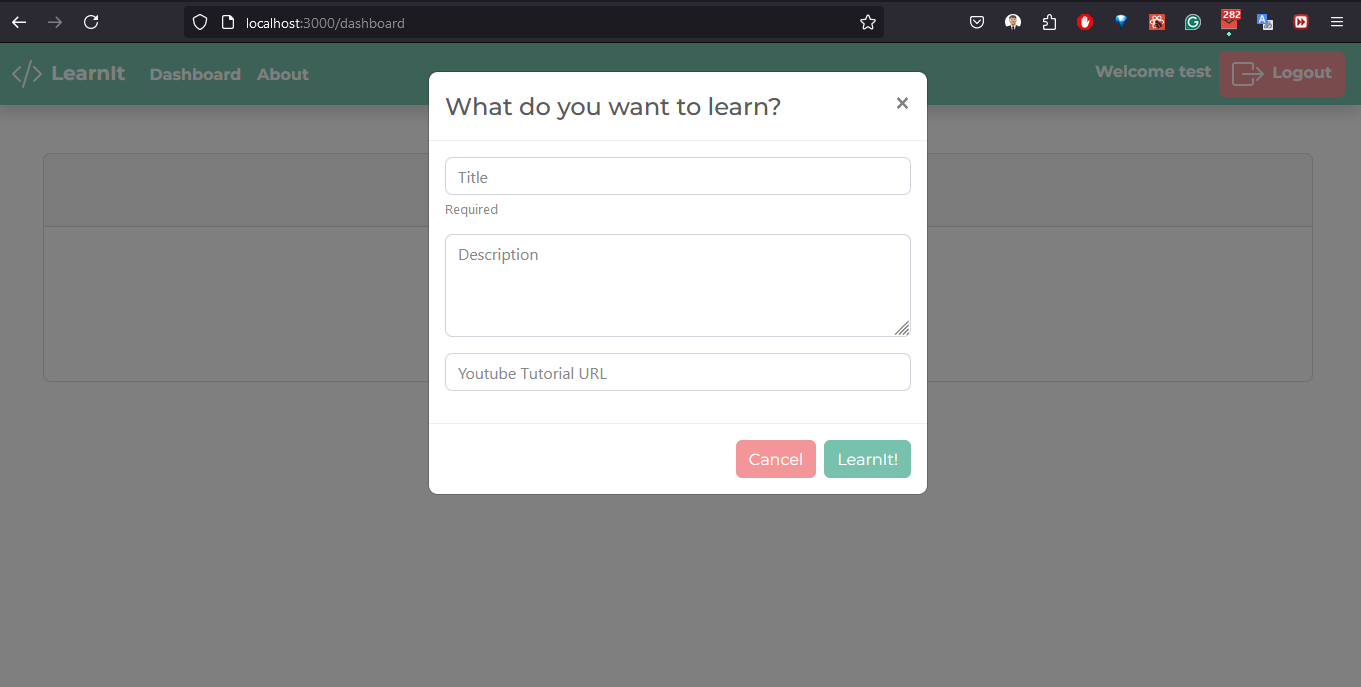 localhost:3000/dashboard
282
</> LearnIt Dashboard About Welcome test Logout
What do you want to learn? ×
Title
Required
Description
Youtube Tutorial URL
Cancel LearnIt!